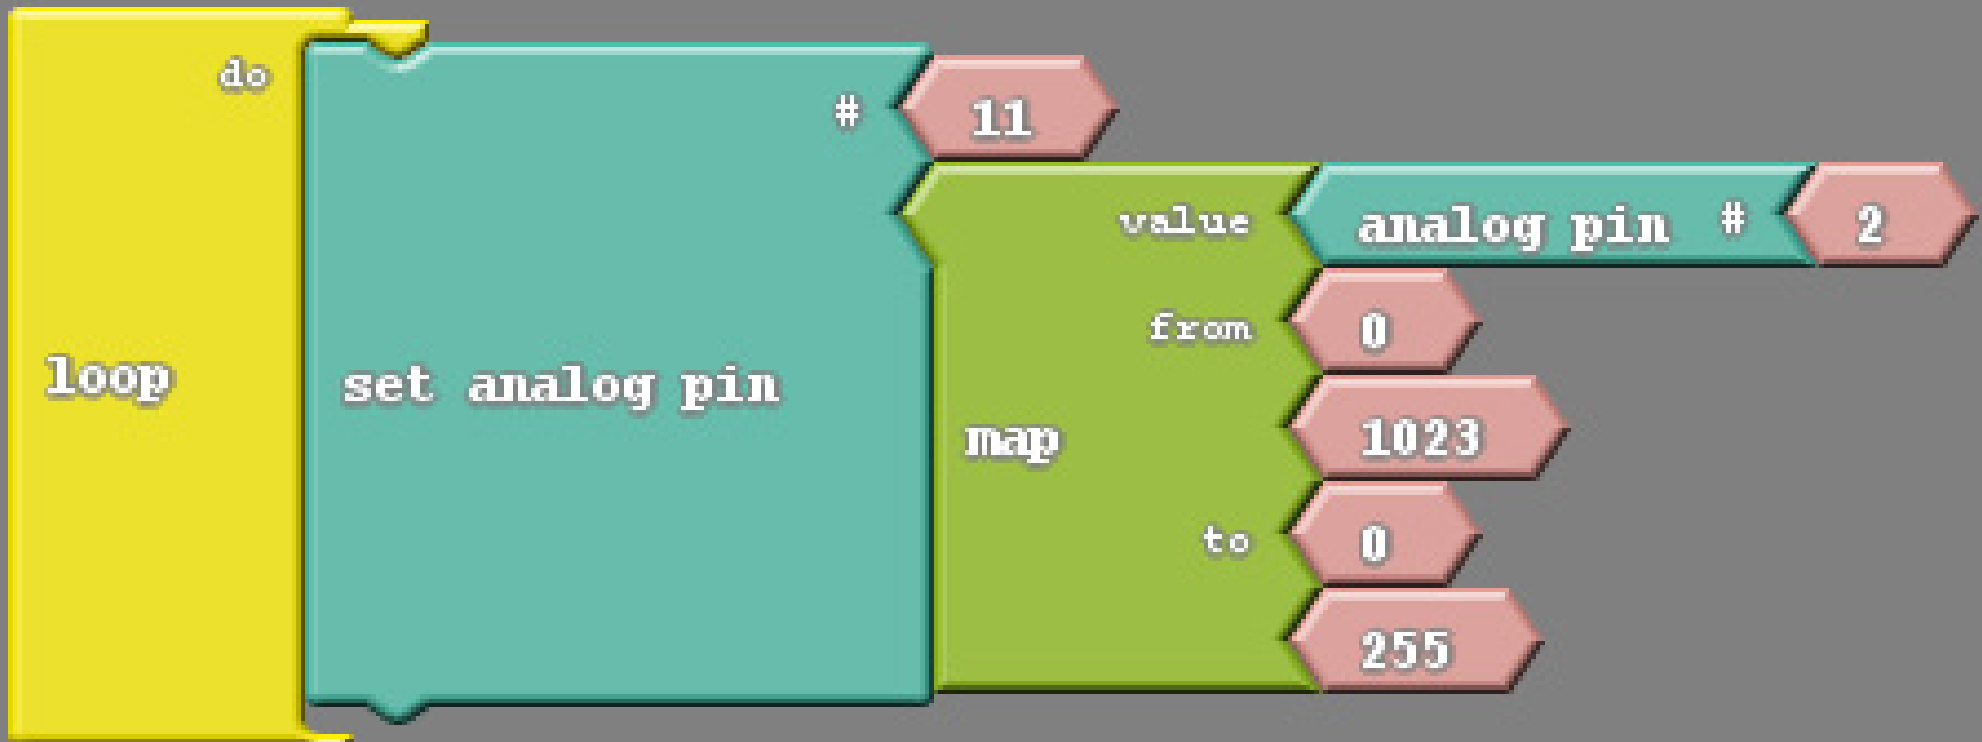 do
# 11
value analog pin # 2
from 0
loop set analog pin map 1023
to 0
255